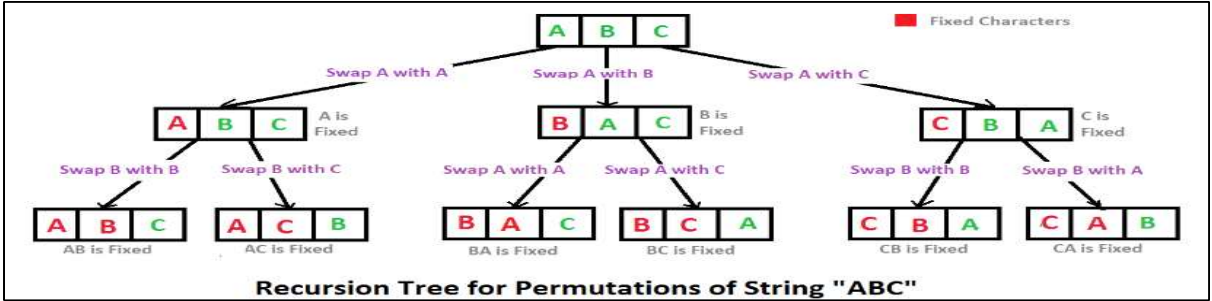 A B C
Fixed Characters
Swap A with A
Swap A with B
Swap A with C
A B C
A is
Fixed
B A C
B is
Fixed
C B A
C is
Fixed
Swap B with B
Swap B with C
Swap A with A
Swap A with C
Swap B with B
Swap B with A
A B C
A C B
B A C
B C A
C B A
C A B
AB is Fixed
AC is Fixed
BA is Fixed
BC is Fixed
CB is Fixed
CA is Fixed
Recursion Tree for Permutations of String "ABC"